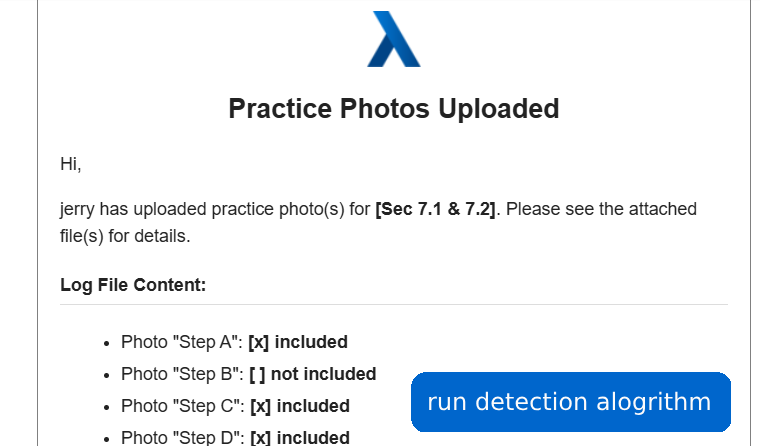 Practice Photos Uploaded
Hi,
jerry has uploaded practice photo(s) for [Sec 7.1 & 7.2]. Please see the attached
file(s) for details.
Log File Content:
• Photo "Step A": [x] included
• Photo "Step B": [ ] not included
• Photo "Step C": [x] included
• Photo "Step D": [x] included
run detection alogrithm